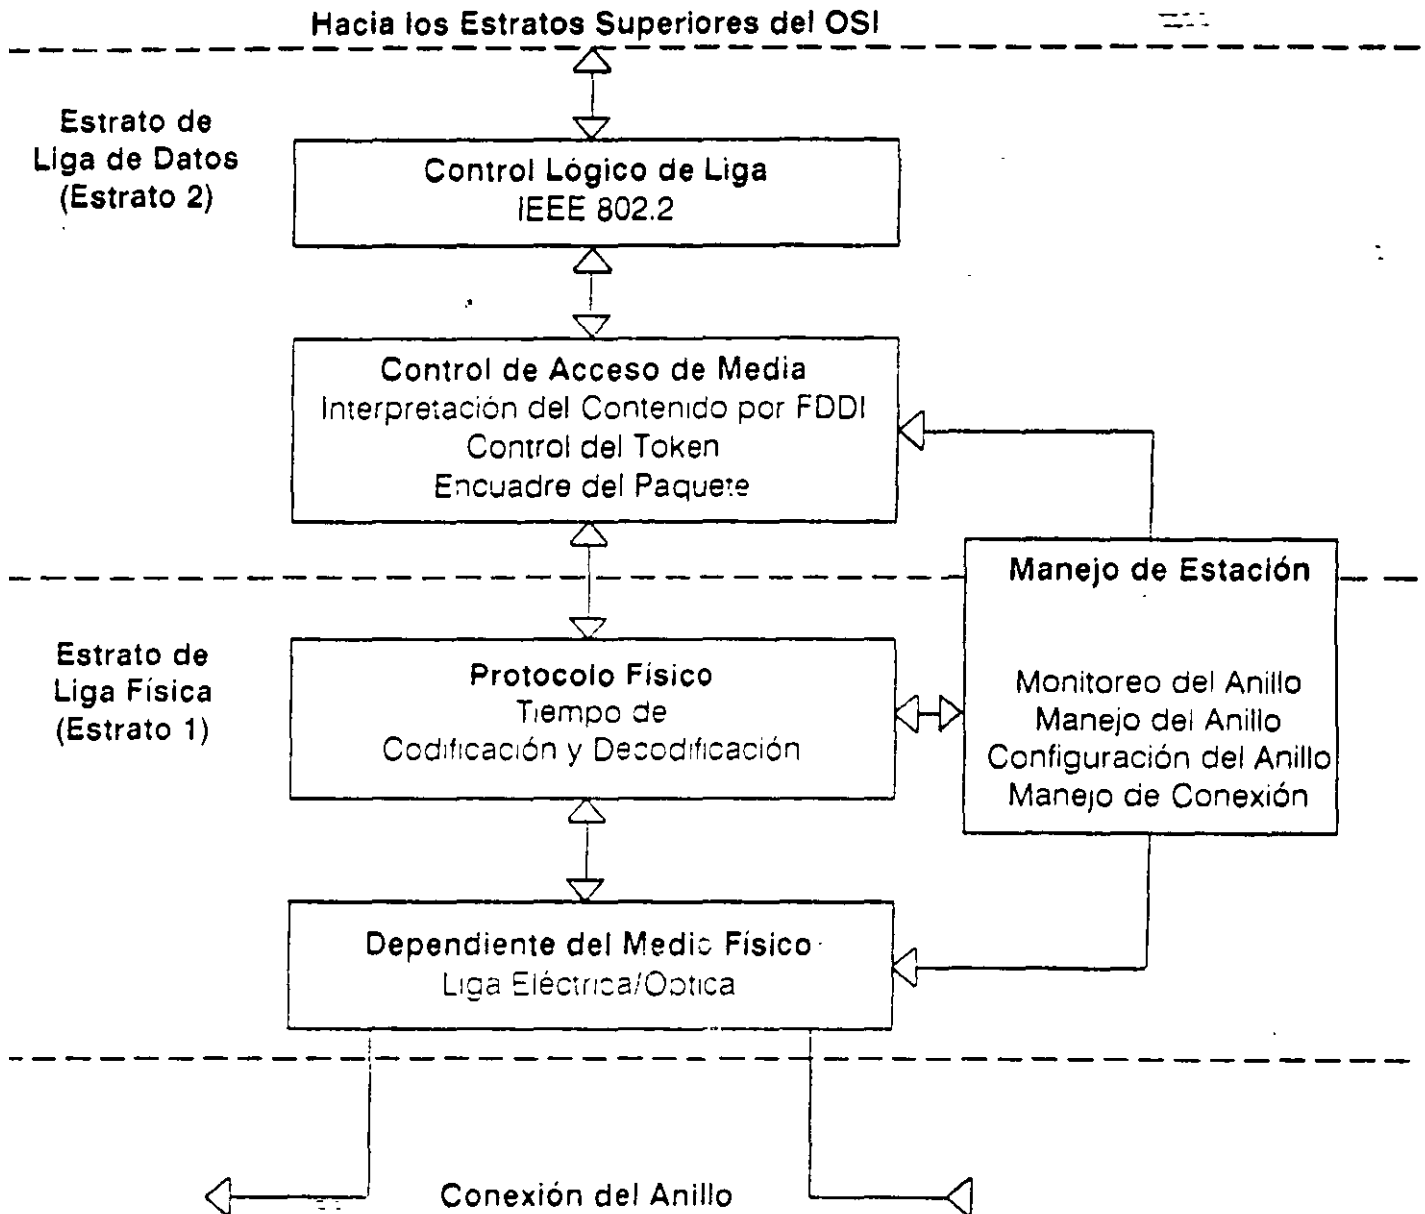 Hacia los Estratos Superiores del OSI
Estrato de
Liga de Datos
(Estrato 2)
Control Lógico de Liga
IEEE 802.2
Control de Acceso de Media
Interpretación del Contenido por FDDI
Control del Token
Encuadre del Paquete
Manejo de Estación
Monitoreo del Anillo
Manejo del Anillo
Configuración del Anillo
Manejo de Conexión
Estrato de
Liga Física
(Estrato 1)
Protocolo Físico
Tiempo de
Codificación y Decodificación
Dependiente del Medio Físico
Liga Eléctrica/Optica
Conexión del Anillo